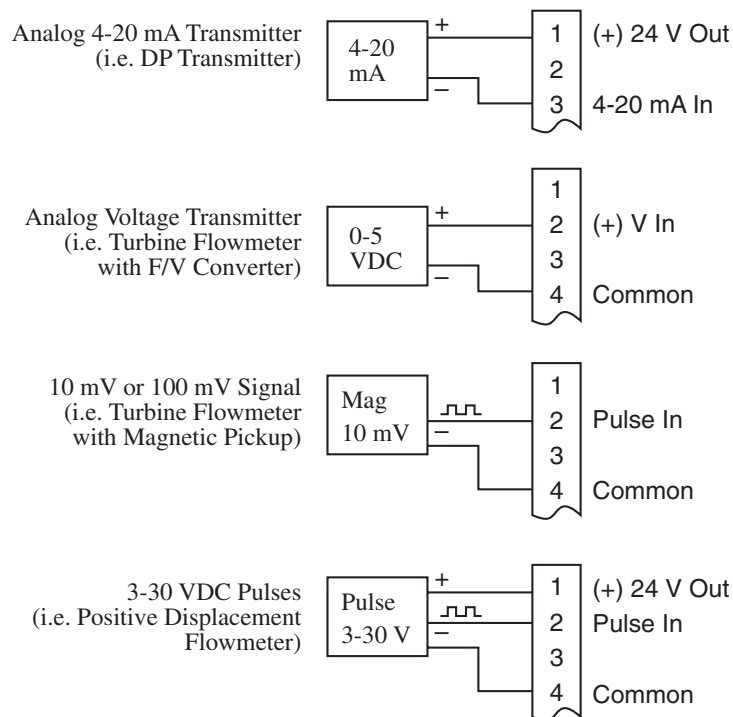 Analog 4-20 mA Transmitter
(i.e. DP Transmitter)
4-20
mA
+
–
1
2
3
(+) 24 V Out
4-20 mA In
Analog Voltage Transmitter
(i.e. Turbine Flowmeter
with F/V Converter)
0-5
VDC
+
–
1
2
3
4
(+) V In
Common
10 mV or 100 mV Signal
(i.e. Turbine Flowmeter
with Magnetic Pickup)
Mag
10 mV
–
1
2
3
4
Pulse In
Common
3-30 VDC Pulses
(i.e. Positive Displacement
Flowmeter)
Pulse
3-30 V
+
–
1
2
3
4
(+) 24 V Out
Pulse In
Common